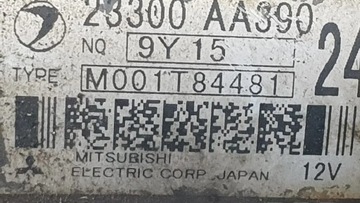 23300 AA390
NO 9Y15
TYPE M001T84481 24
MITSUBISHI
ELECTRIC CORP. JAPAN 12V